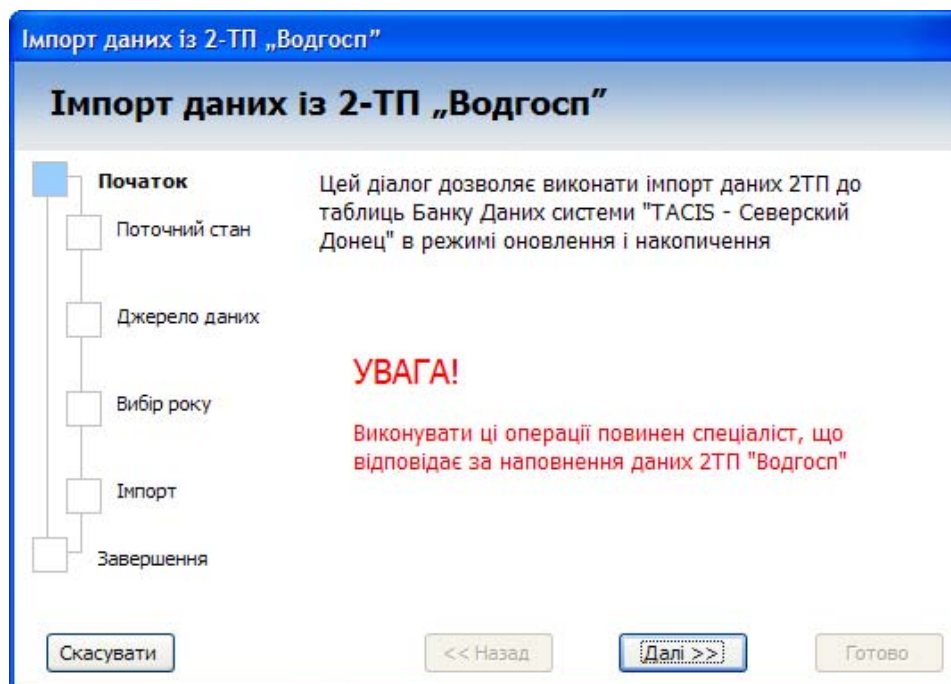 Імпорт даних із 2-ТП „Водгосп”
Імпорт даних із 2-ТП „Водгосп”
Початок
Поточний стан
Джерело даних
Вибір року
Імпорт
Завершення
Цей діалог дозволяє виконати імпорт даних 2ТП до
таблиць Банку Даних системи "TACIS - Северский
Донец" в режимі оновлення і накопичення
УВАГА!
Виконувати ці операції повинен спеціаліст, що
відповідає за наповнення даних 2ТП "Водгосп"
Скасувати
<< Назад
Далі >>
Готово